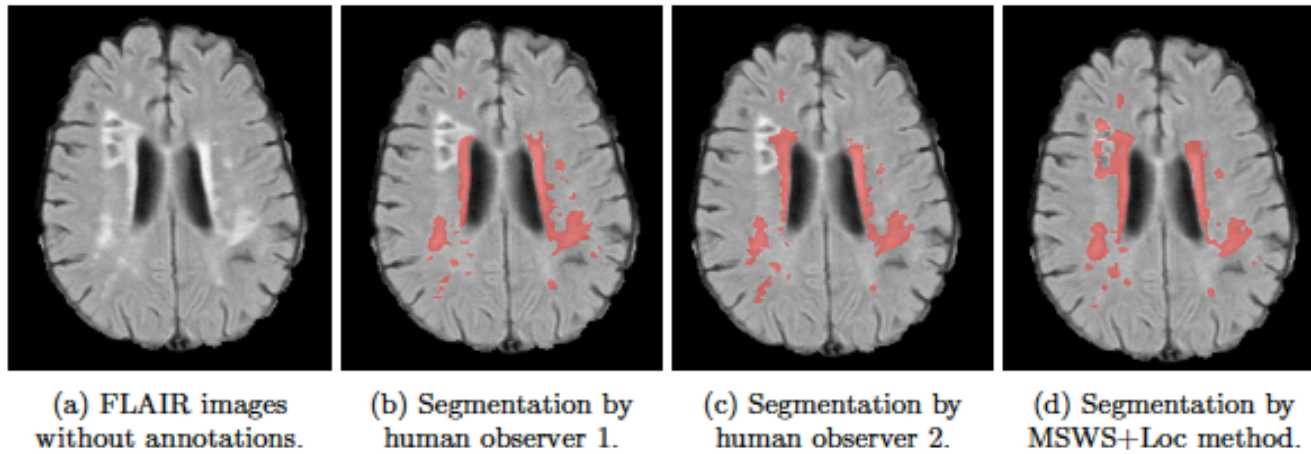 (a) FLAIR images
without annotations.
(b) Segmentation by
human observer 1.
(c) Segmentation by
human observer 2.
(d) Segmentation by
MSWS+Loc method.